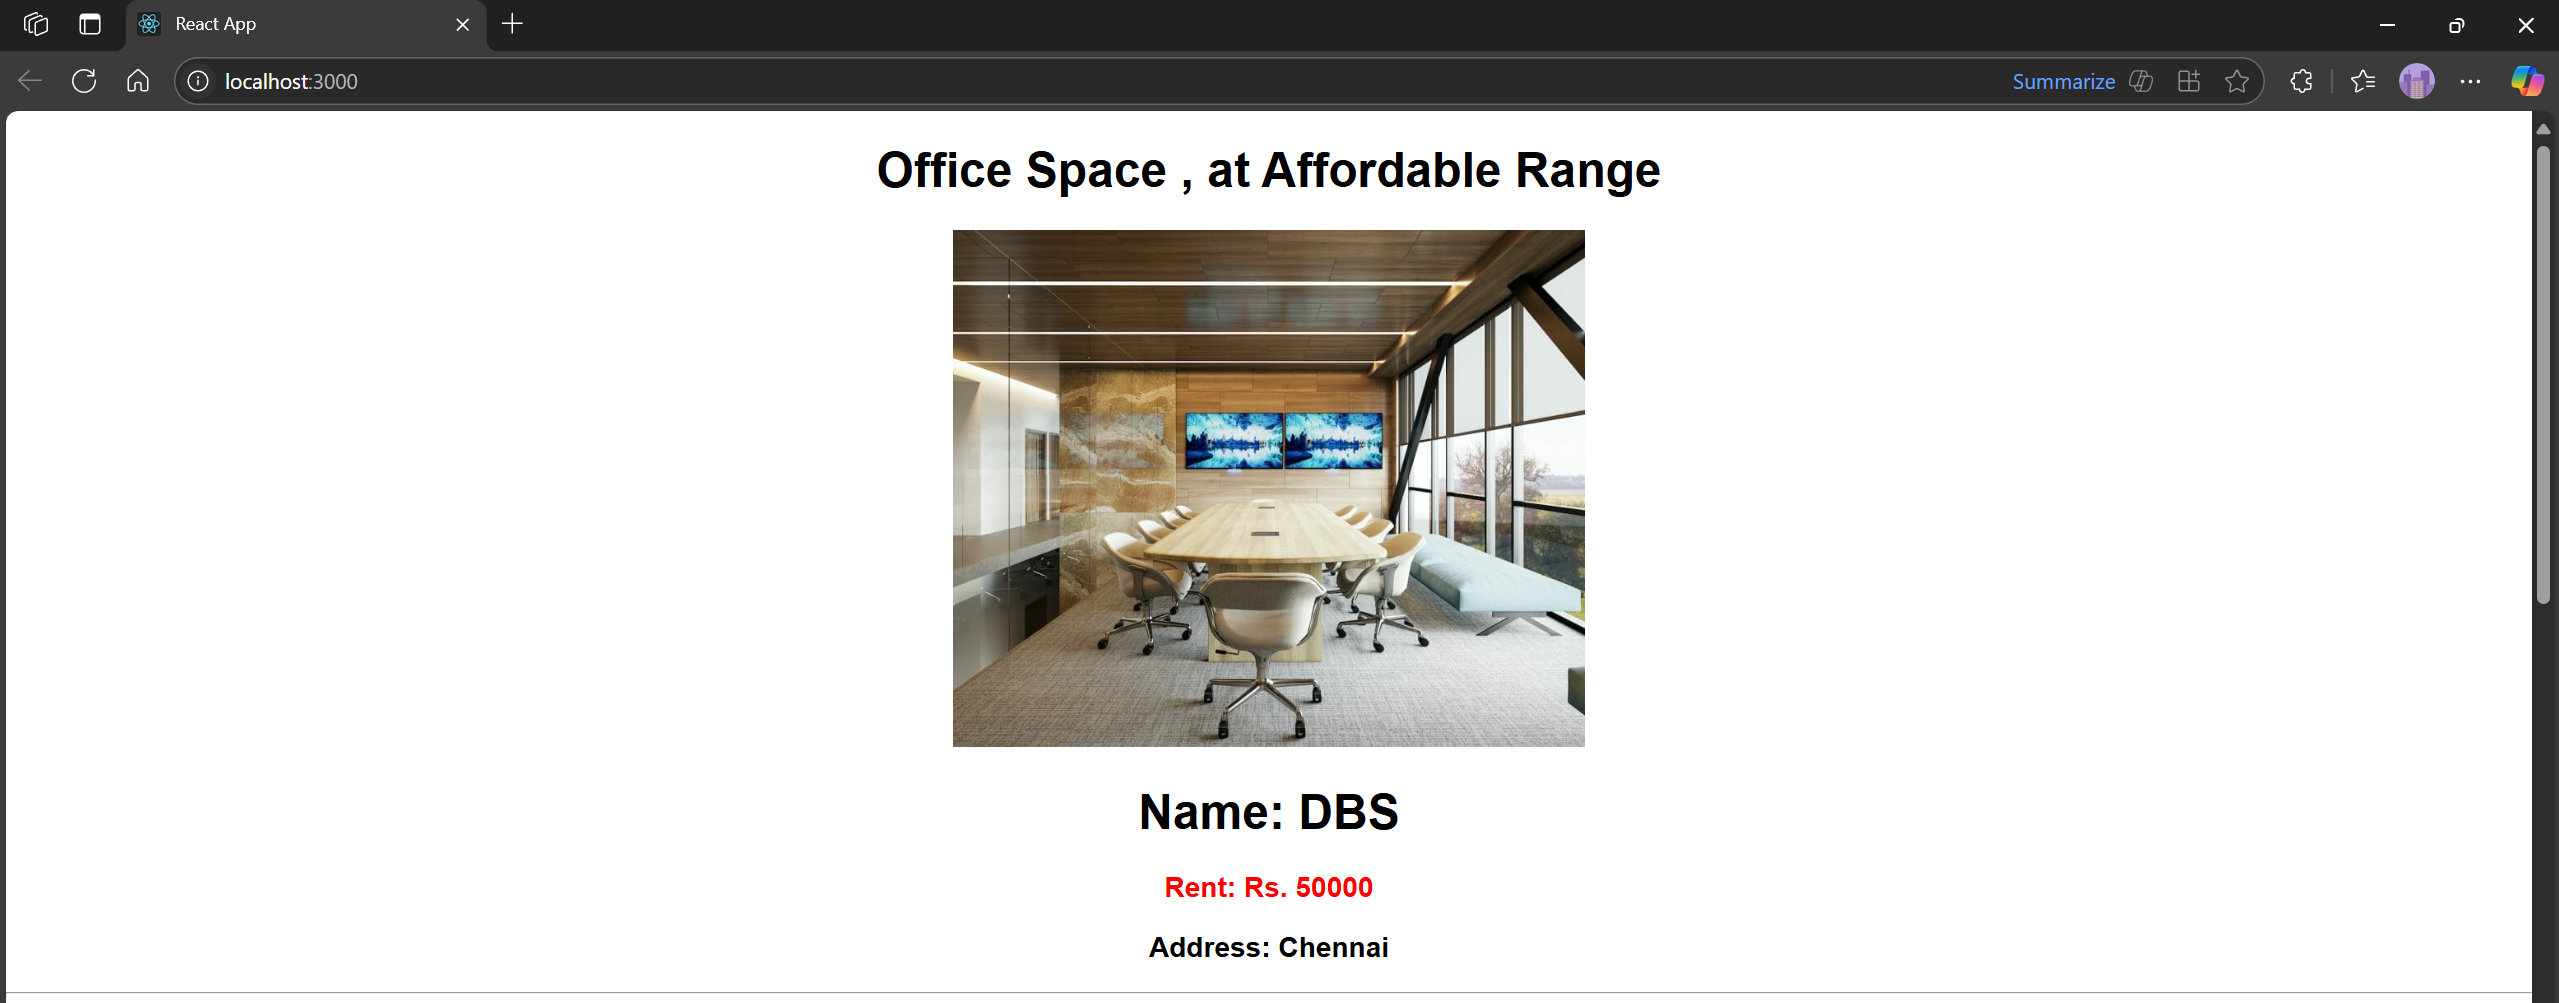 React App
localhost:3000
Summarize
Office Space , at Affordable Range
Name: DBS
Rent: Rs. 50000
Address: Chennai